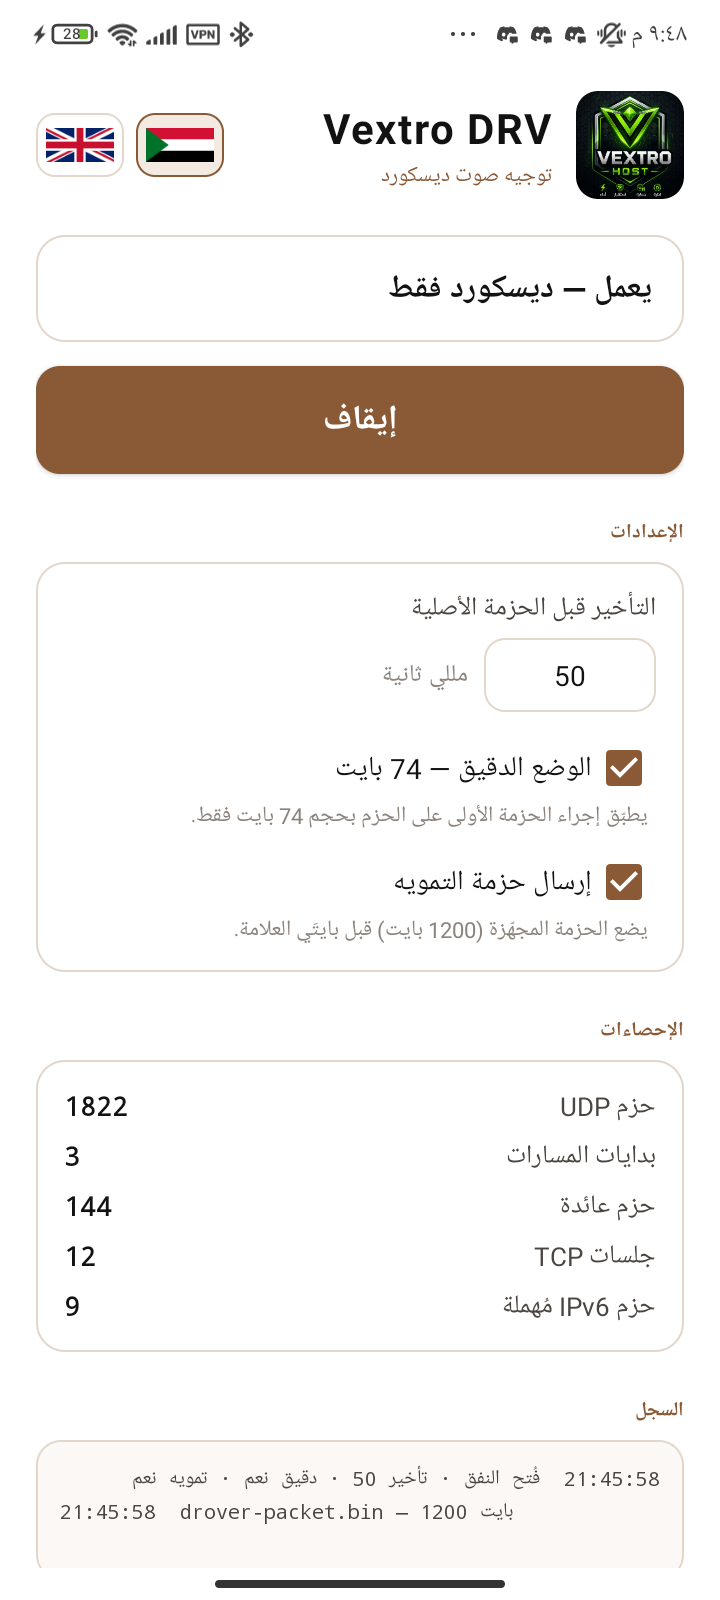 ٩:٤٨ م
28
VPN
Vextro DRV
توجيه صوت ديسكورد
VEXTRO
HOST
يعمل — ديسكورد فقط
إيقاف
الإعدادات
التأخير قبل الحزمة الأصلية
50 مللي ثانية
الوضع الدقيق — 74 بايت
يطبّق إجراء الحزمة الأولى على الحزم بحجم 74 بايت فقط.
إرسال حزمة التمويه
يضع الحزمة المجهّزة (1200 بايت) قبل بايتَي العلامة.
الإحصاءات
حزم UDP 1822
بدايات المسارات 3
حزم عائدة 144
جلسات TCP 12
حزم IPv6 مُهملة 9
السجل
21:45:58 فُتح النفق · تأخير 50 · دقيق نعم · تمويه نعم
21:45:58 drover-packet.bin — 1200 بايت